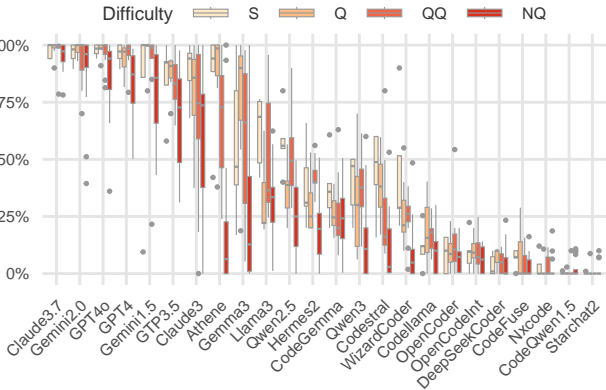 Difficulty S Q QQ NQ
00%
75%
50%
25%
0%
Claude3.7
Gemini2.0
GPT4o
GPT4
Gemini1.5
GTP3.5
Claude3
Athene
Gemma3
Llama3
Qwen2.5
Hermes2
CodeGemma
Qwen3
Codestral
WizardCoder
Codellama
OpenCoder
OpenCodeInt
DeepSeekCoder
CodeFuse
Nxcode
CodeQwen1.5
Starchat2